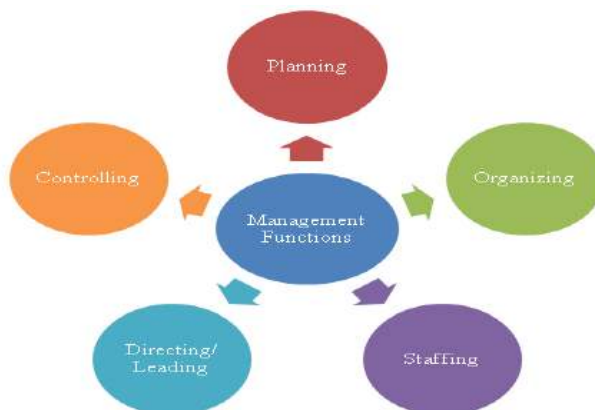 Planning
Controlling
Organizing
Management
Functions
Directing/
Leading
Staffing